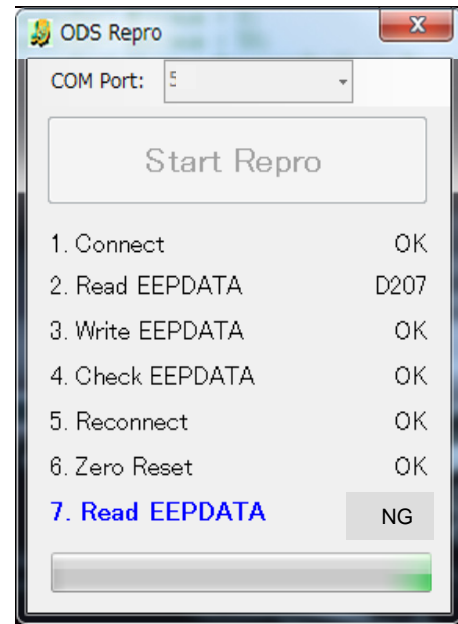 ODS Repro
COM Port: 5
Start Repro
1. Connect OK
2. Read EEPDATA D207
3. Write EEPDATA OK
4. Check EEPDATA OK
5. Reconnect OK
6. Zero Reset OK
7. Read EEPDATA NG